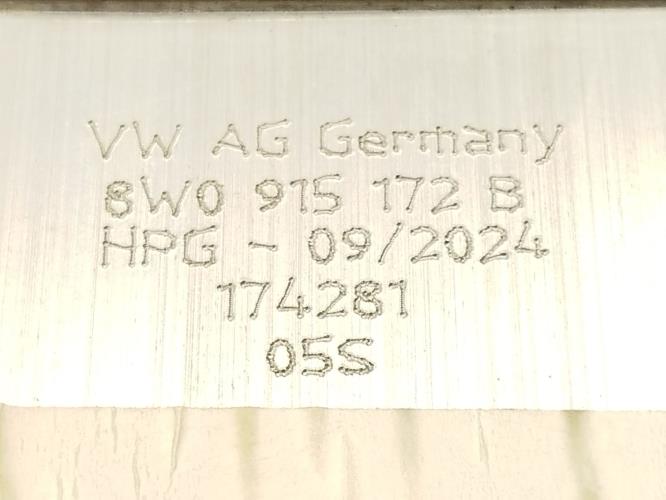 VW AG Germany
8W0 915 172 B
HPG - 09/2024
174281
05S